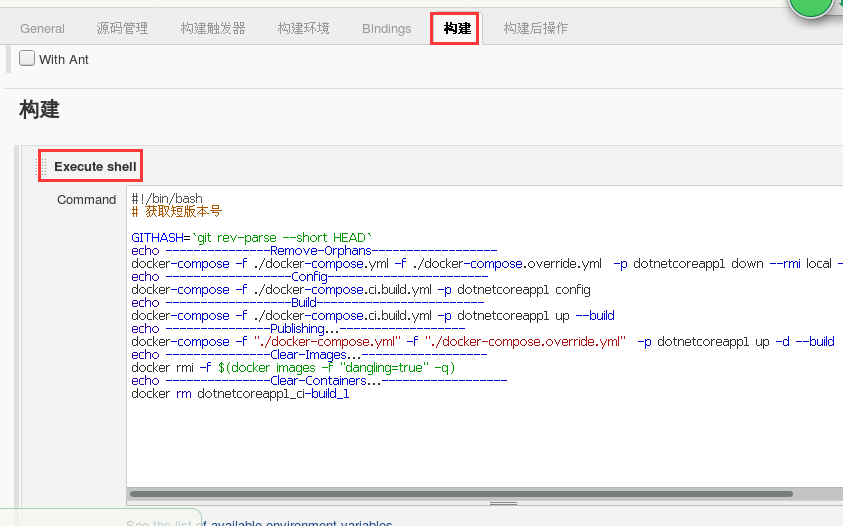 General 源码管理 构建触发器 构建环境 Bindings 构建 构建后操作
With Ant
构建
Execute shell
Command
#!/bin/bash
# 获取短版本号
GITHASH=`git rev-parse --short HEAD`
echo ---------------Remove-Orphans------------------
docker-compose -f ./docker-compose.yml -f ./docker-compose.override.yml  -p dotnetcoreapp1 down --rmi local -
echo ------------------Config-----------------------
docker-compose -f ./docker-compose.ci.build.yml -p dotnetcoreapp1 config
echo ------------------Build------------------------
docker-compose -f ./docker-compose.ci.build.yml -p dotnetcoreapp1 up --build
echo ---------------Publishing...------------------
docker-compose -f "./docker-compose.yml" -f "./docker-compose.override.yml"  -p dotnetcoreapp1 up -d --build
echo ---------------Clear-Images...------------------
docker rmi -f $(docker images -f "dangling=true" -q)
echo ---------------Clear-Containers...------------------
docker rm dotnetcoreapp1_ci-build_1
See the list of available environment variables